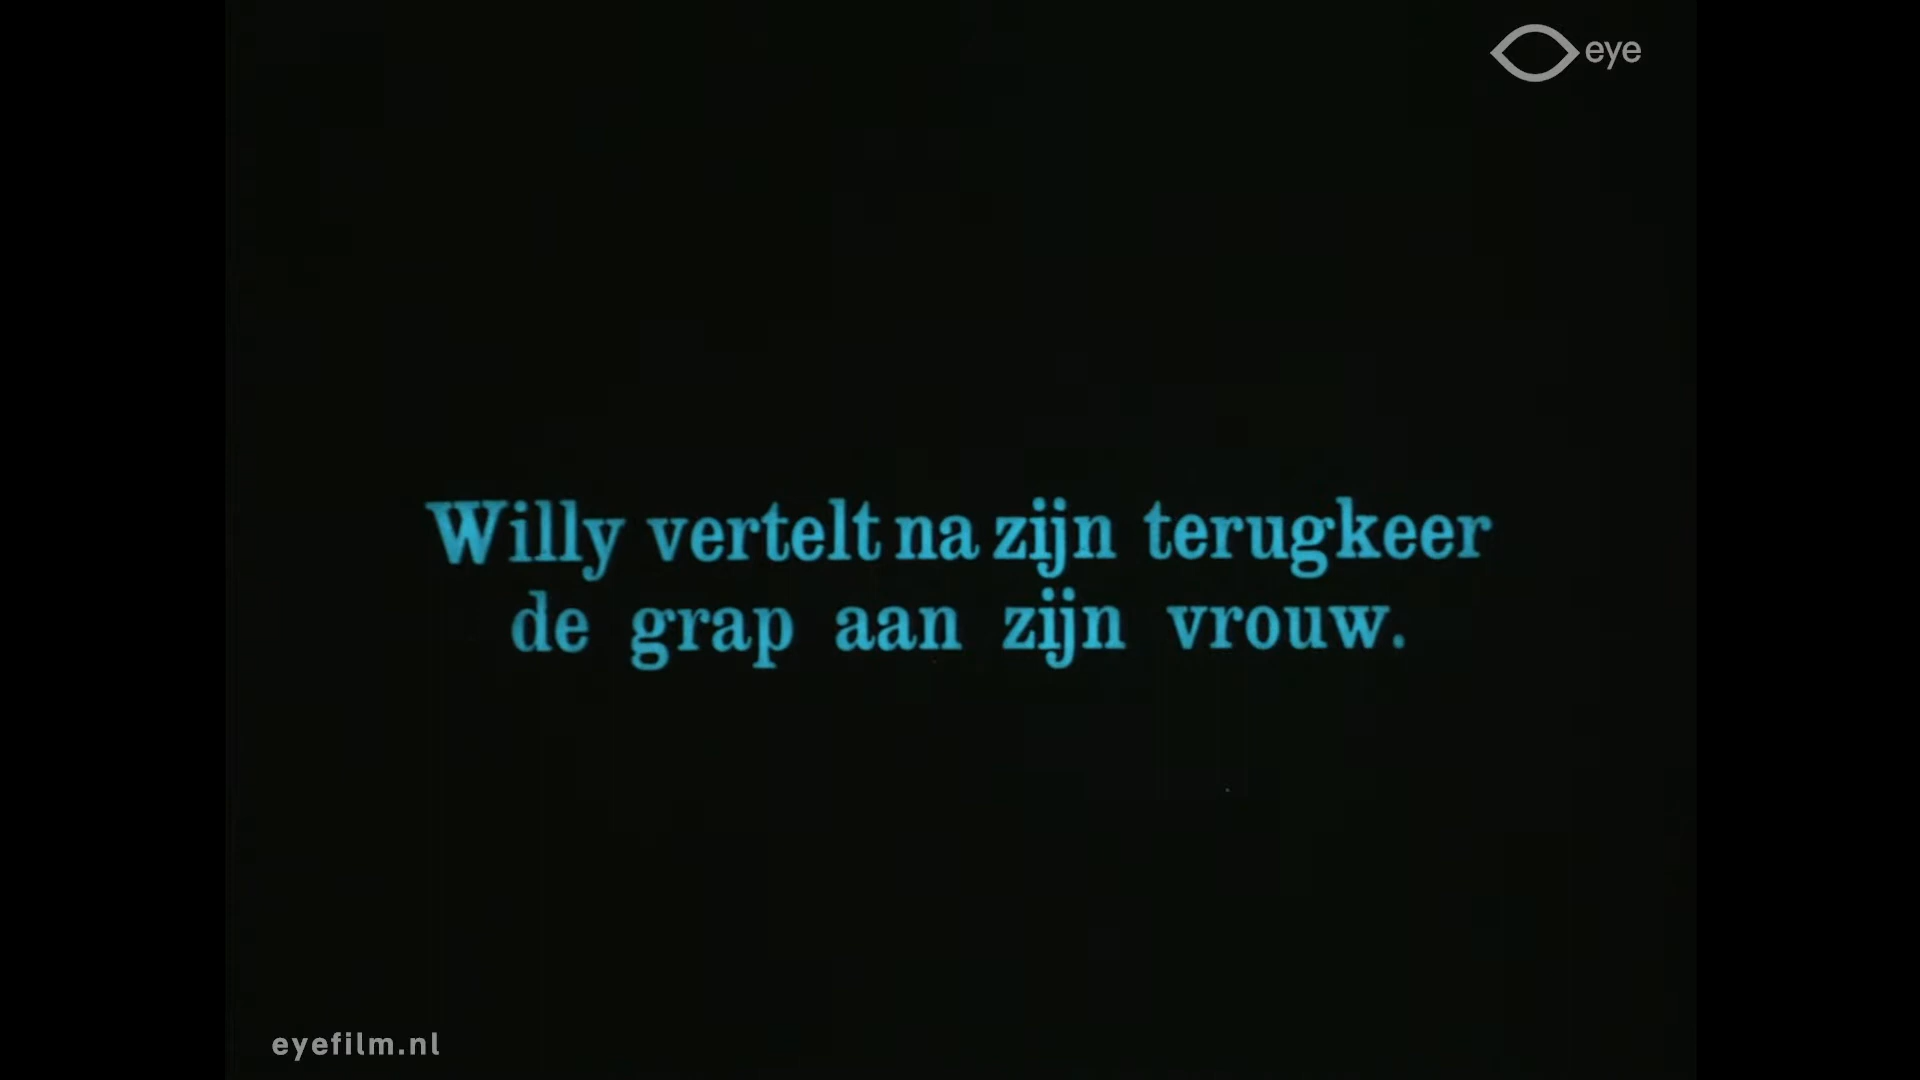 eye
Willy vertelt na zijn terugkeer
de grap aan zijn vrouw.
eyefilm.nl